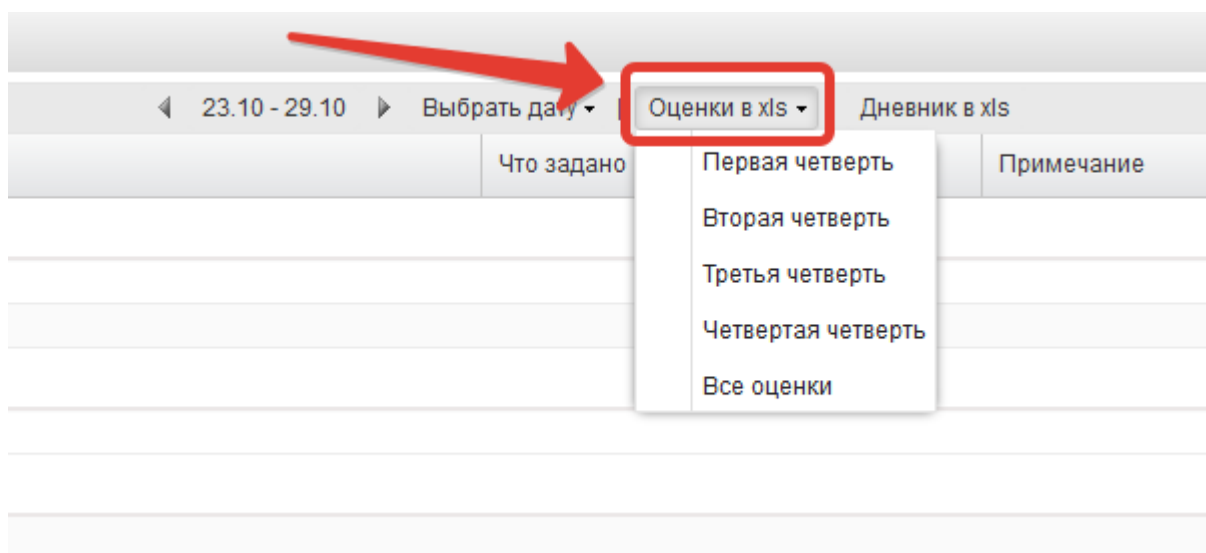 23.10 - 29.10 Выбрать дату Оценки в xls Дневник в xls
Что задано Примечание
Первая четверть
Вторая четверть
Третья четверть
Четвертая четверть
Все оценки